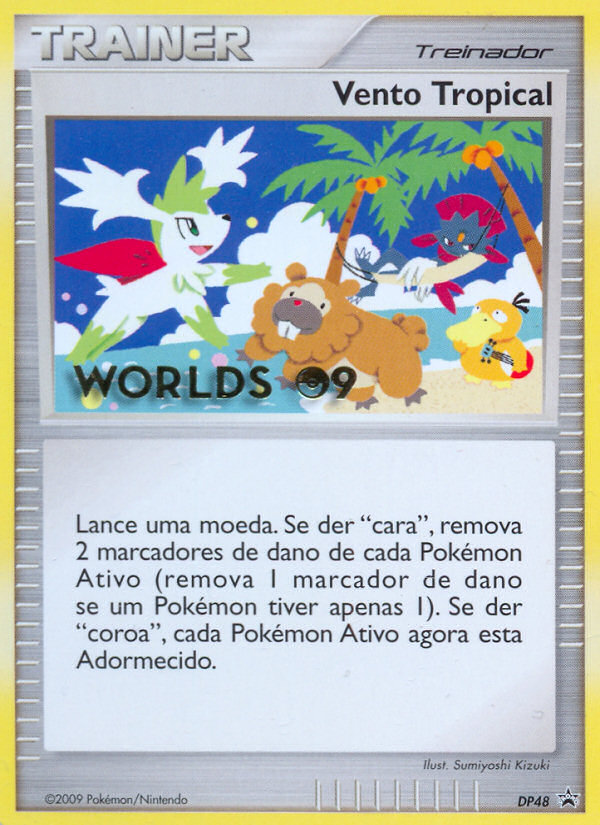 TRAINER
Treinador
Vento Tropical
WORLDS 09
Lance uma moeda. Se der “cara”, remova
2 marcadores de dano de cada Pokémon
Ativo (remova 1 marcador de dano
se um Pokémon tiver apenas 1). Se der
“coroa”, cada Pokémon Ativo agora esta
Adormecido.
Ilust. Sumiyoshi Kizuki
©2009 Pokémon/Nintendo
DP48